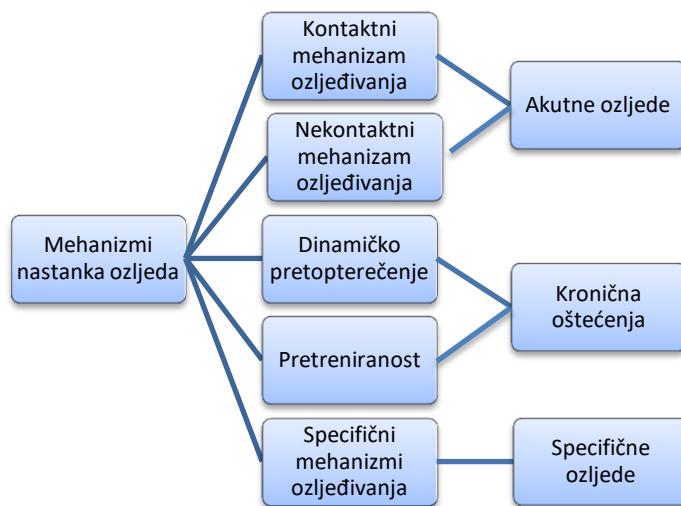 Kontaktni
mehanizam
ozljeđivanja
Akutne ozljede
Nekontaktni
mehanizam
ozljeđivanja
Mehanizmi
nastanka ozljeda
Dinamičko
pretopterečenje
Kronična
oštećenja
Pretreniranost
Specifični
mehanizmi
ozljeđivanja
Specifične
ozljede